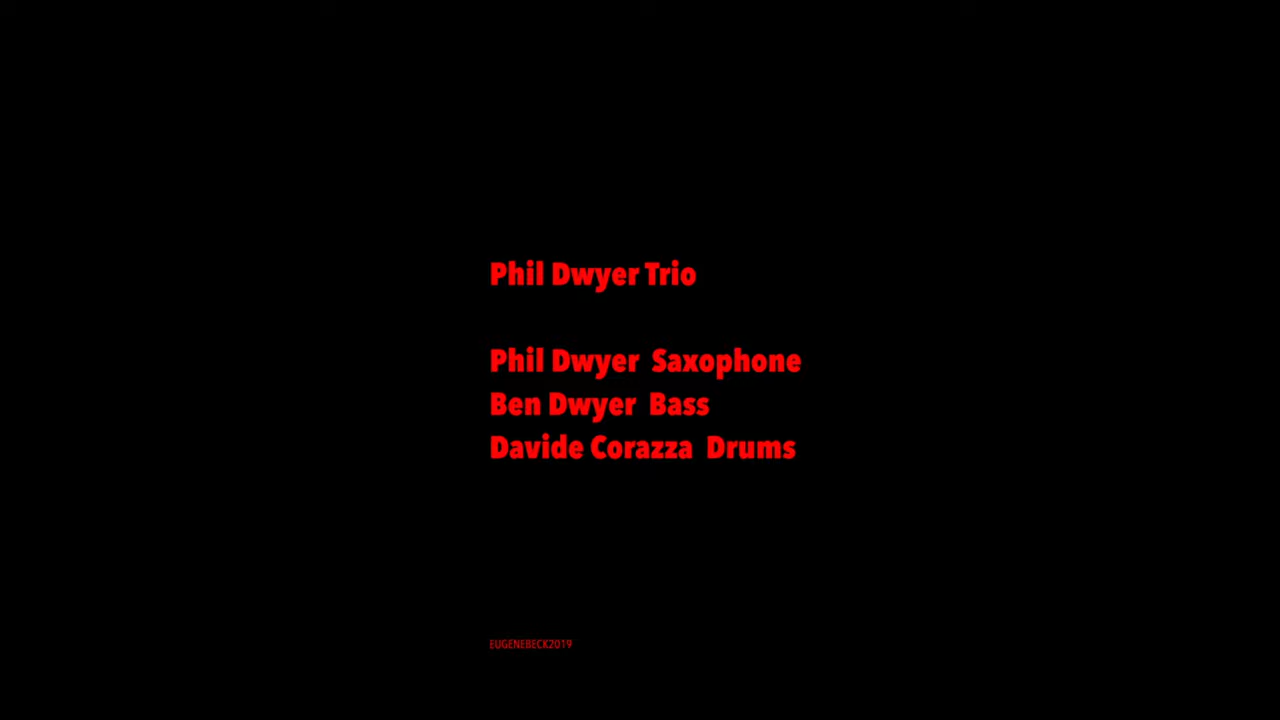 Phil Dwyer Trio
Phil Dwyer Saxophone
Ben Dwyer Bass
Davide Corazza Drums
EUGENEBECK2019